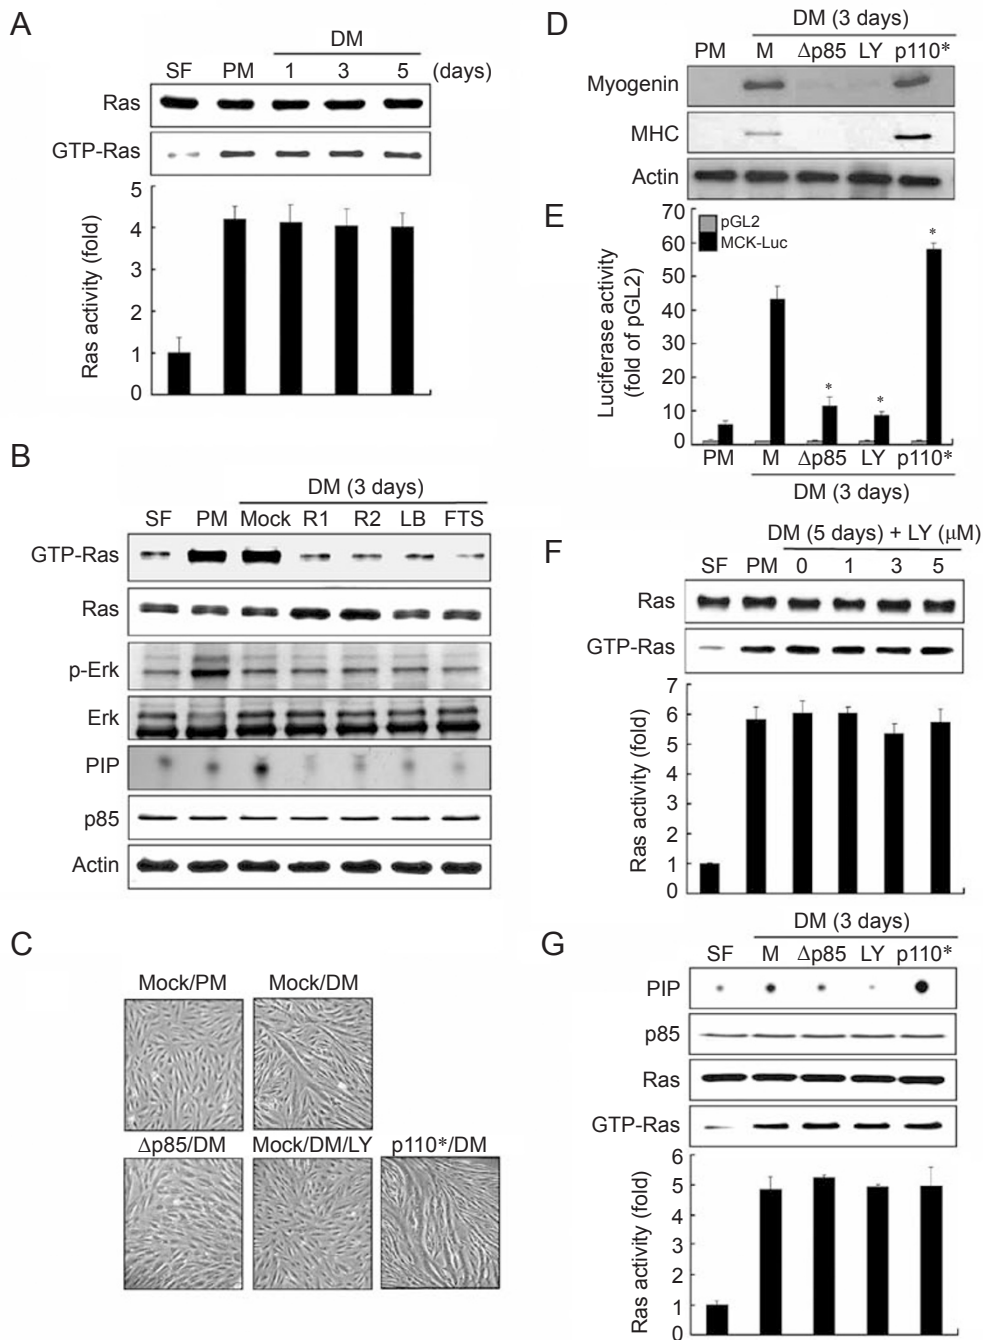 A
DM
SF PM 1 3 5 (days)
Ras
GTP-Ras
Ras activity (fold)
5
4
3
2
1
0
B
DM (3 days)
SF PM Mock R1 R2 LB FTS
GTP-Ras
Ras
p-Erk
Erk
PIP
p85
Actin
C
Mock/PM Mock/DM
Δp85/DM Mock/DM/LY p110*/DM
D
DM (3 days)
PM M Δp85 LY p110*
Myogenin
MHC
Actin
E
Luciferase activity
(fold of pGL2)
70
60
50
40
30
20
10
0
pGL2
MCK-Luc
* * *
PM M Δp85 LY p110*
DM (3 days)
F
DM (5 days) + LY (μM)
SF PM 0 1 3 5
Ras
GTP-Ras
Ras activity (fold)
7
6
5
4
3
2
1
0
G
DM (3 days)
SF M Δp85 LY p110*
PIP
p85
Ras
GTP-Ras
Ras activity (fold)
6
5
4
3
2
1
0